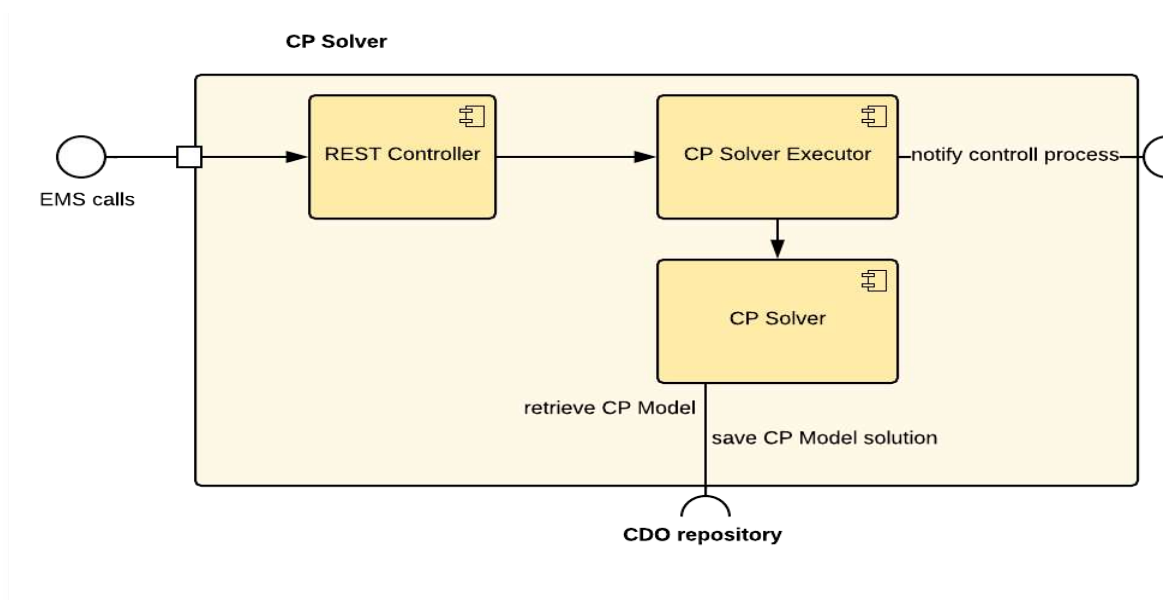 CP Solver
REST Controller
CP Solver Executor
notify controll process
EMS calls
CP Solver
retrieve CP Model
save CP Model solution
CDO repository